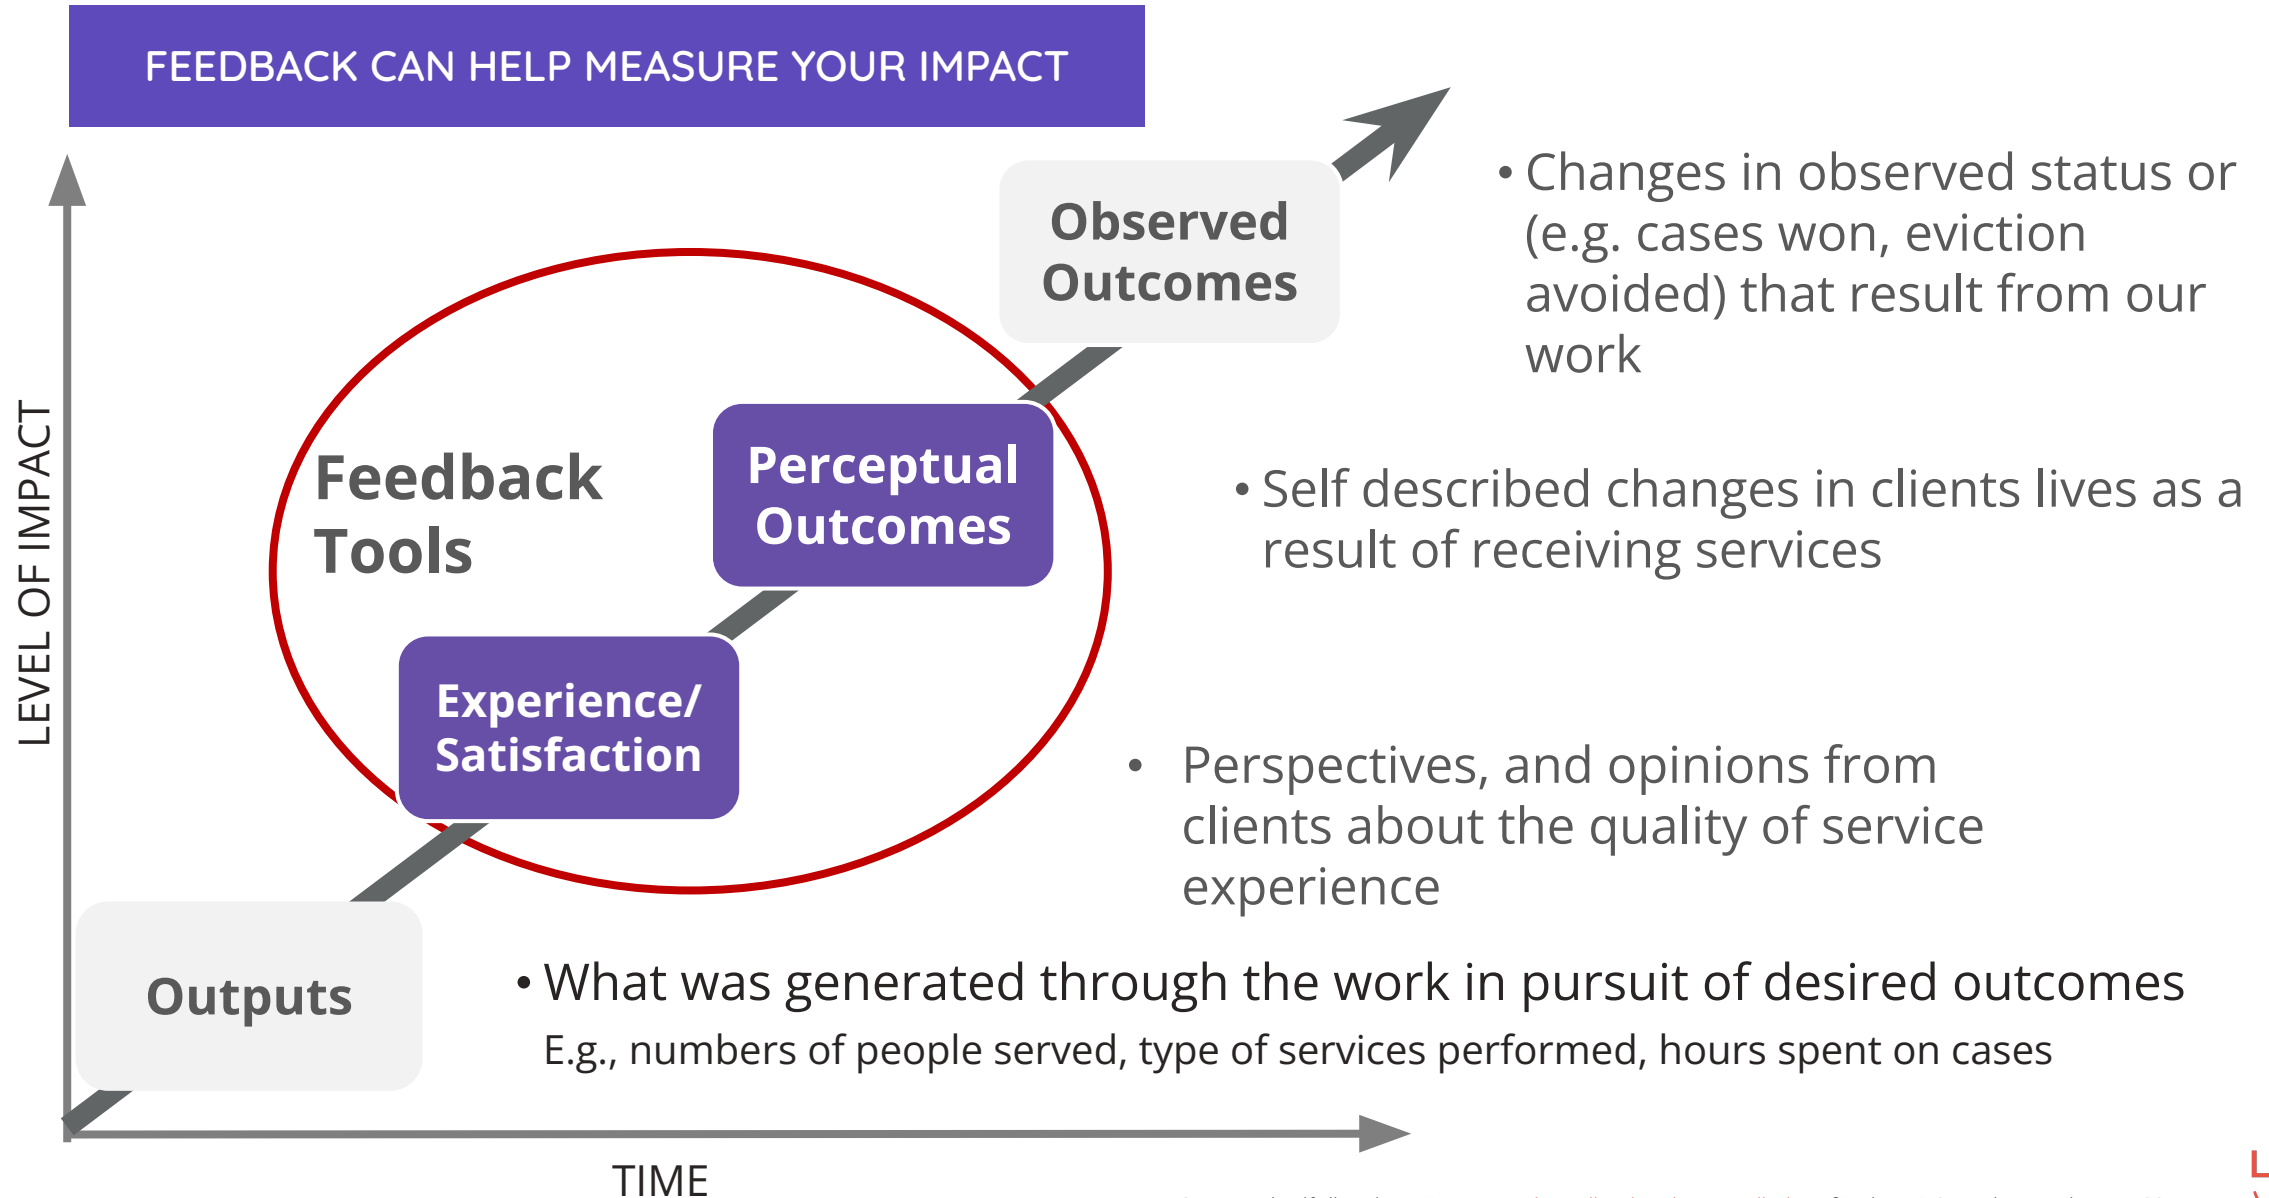 FEEDBACK CAN HELP MEASURE YOUR IMPACT
LEVEL OF IMPACT
Observed
Outcomes
• Changes in observed status or
(e.g. cases won, eviction
avoided) that result from our
work
Feedback
Tools
Perceptual
Outcomes
• Self described changes in clients lives as a
result of receiving services
Experience/
Satisfaction
• Perspectives, and opinions from
clients about the quality of service
experience
Outputs
• What was generated through the work in pursuit of desired outcomes
E.g., numbers of people served, type of services performed, hours spent on cases
TIME
L